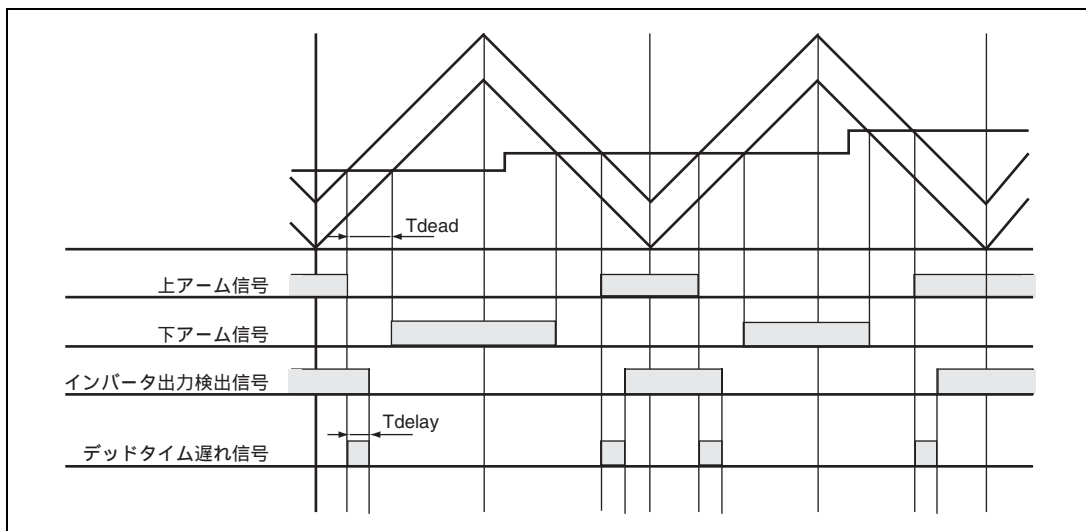 Tdead
上アーム信号
下アーム信号
インバータ出力検出信号
Tdelay
デッドタイム遅れ信号